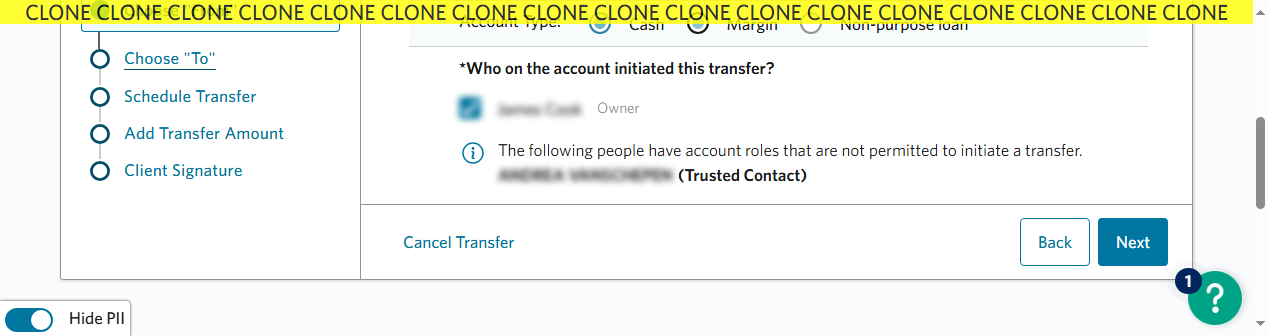 CLONE CLONE CLONE CLONE CLONE CLONE CLONE CLONE CLONE CLONE CLONE CLONE CLONE CLONE CLONE CLONE CLONE
Account Type: Cash Margin Non-purpose loan
Choose "To"
*Who on the account initiated this transfer?
Schedule Transfer
Owner
Add Transfer Amount
The following people have account roles that are not permitted to initiate a transfer.
Client Signature
(Trusted Contact)
Cancel Transfer
Back
Next
1
?
Hide PII